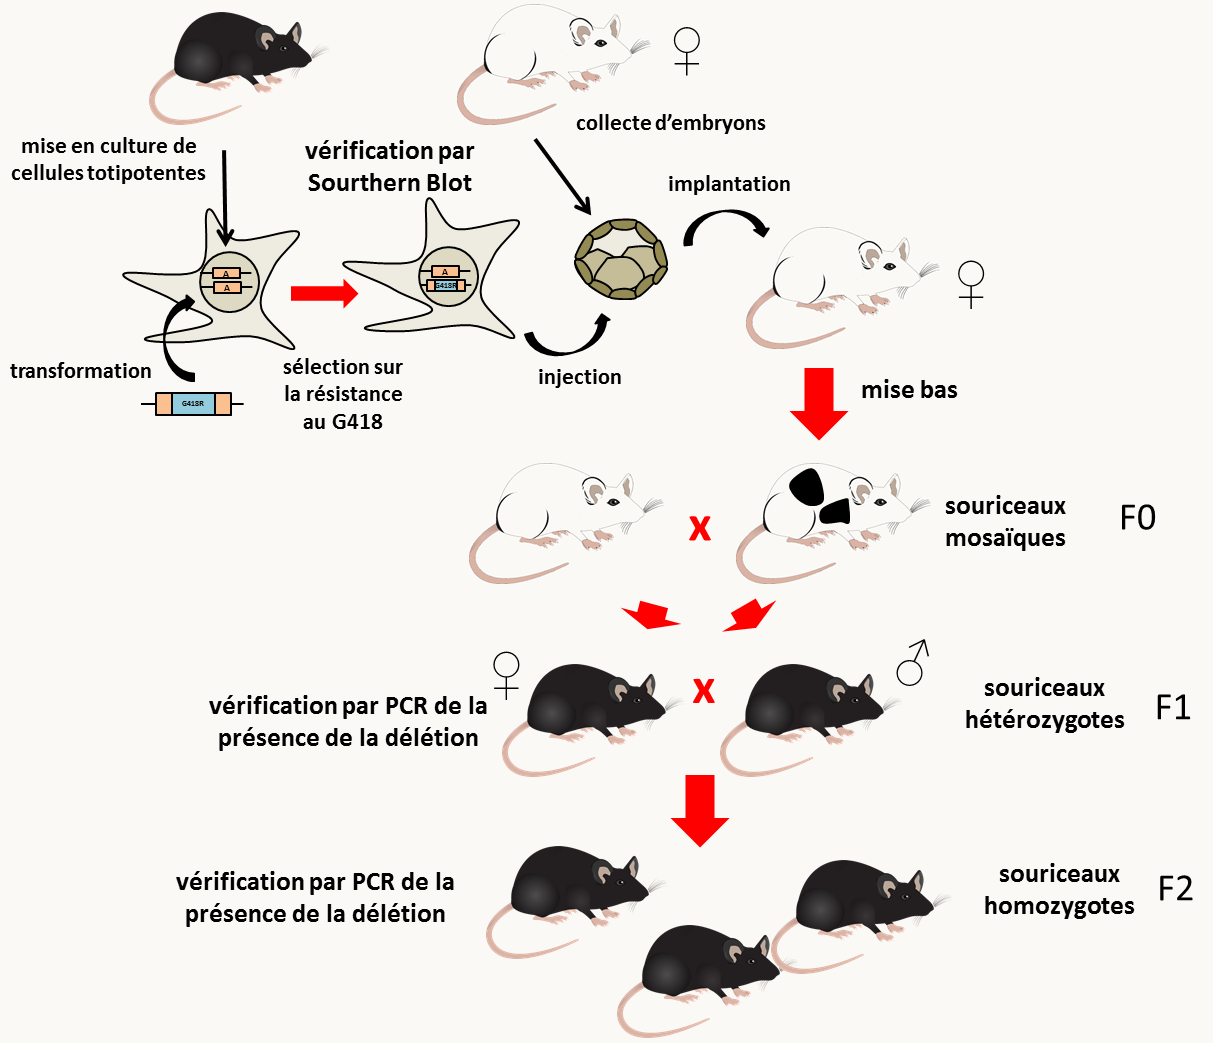 collecte d'embryons
mise en culture de
cellules totipotentes
vérification par
Sourthern Blot
implantation
A
A
A
G418R
transformation
G418R
sélection sur
la résistance
au G418
injection
mise bas
x
souriceaux
mosaïques
F0
x
vérification par PCR de la
présence de la délétion
souriceaux
hétérozygotes
F1
vérification par PCR de la
présence de la délétion
souriceaux
homozygotes
F2